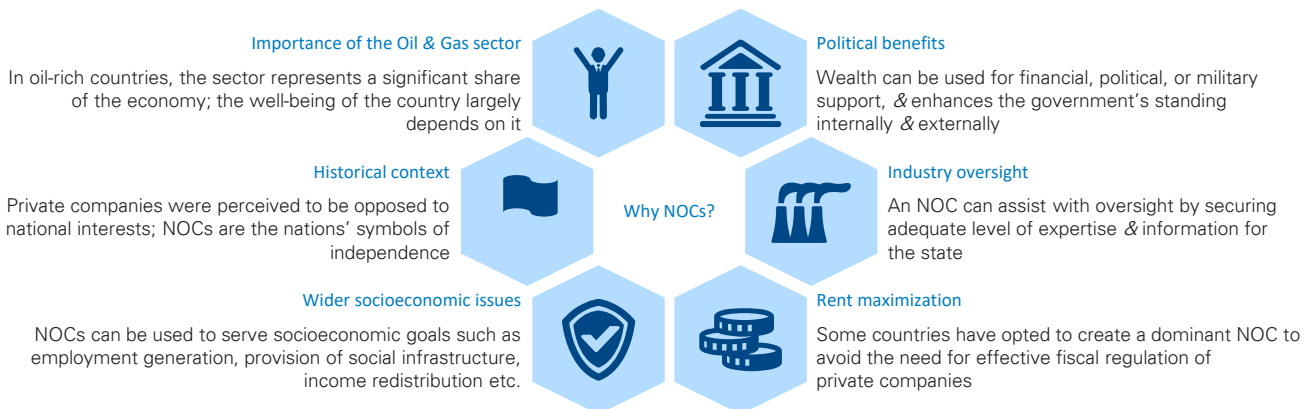 Importance of the Oil & Gas sector
In oil-rich countries, the sector represents a significant share
of the economy; the well-being of the country largely
depends on it
Political benefits
Wealth can be used for financial, political, or military
support, & enhances the government's standing
internally & externally
Historical context
Private companies were perceived to be opposed to
national interests; NOCs are the nations' symbols of
independence
Why NOCs?
Industry oversight
An NOC can assist with oversight by securing
adequate level of expertise & information for
the state
Wider socioeconomic issues
NOCs can be used to serve socioeconomic goals such as
employment generation, provision of social infrastructure,
income redistribution etc.
Rent maximization
Some countries have opted to create a dominant NOC to
avoid the need for effective fiscal regulation of
private companies